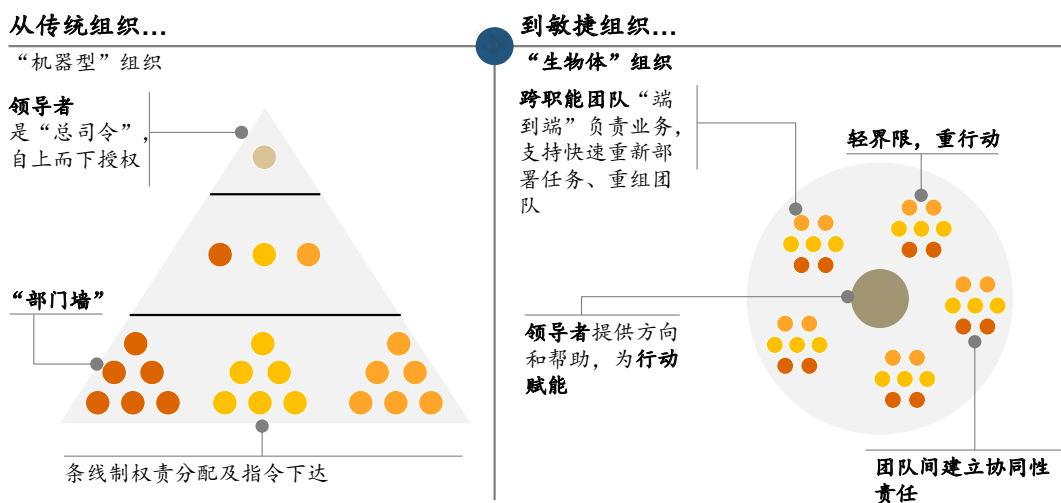 从传统组织...
“机器型”组织
领导者
是“总司令”，
自上而下授权
“部门墙”
条线制权责分配及指令下达
到敏捷组织...
“生物体”组织
跨职能团队“端
到端”负责业务，
支持快速重新部
署任务、重组团
队
轻界限，重行动
领导者提供方向
和帮助，为行动
赋能
团队间建立协同性
责任